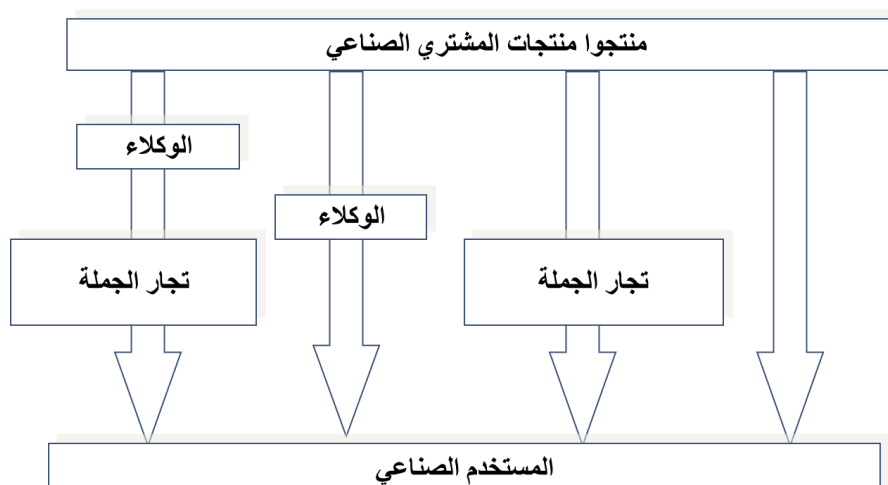 منتجوا منتجات المشتري الصناعي
الوكلاء
الوكلاء
تجار الجملة
تجار الجملة
المستخدم الصناعي